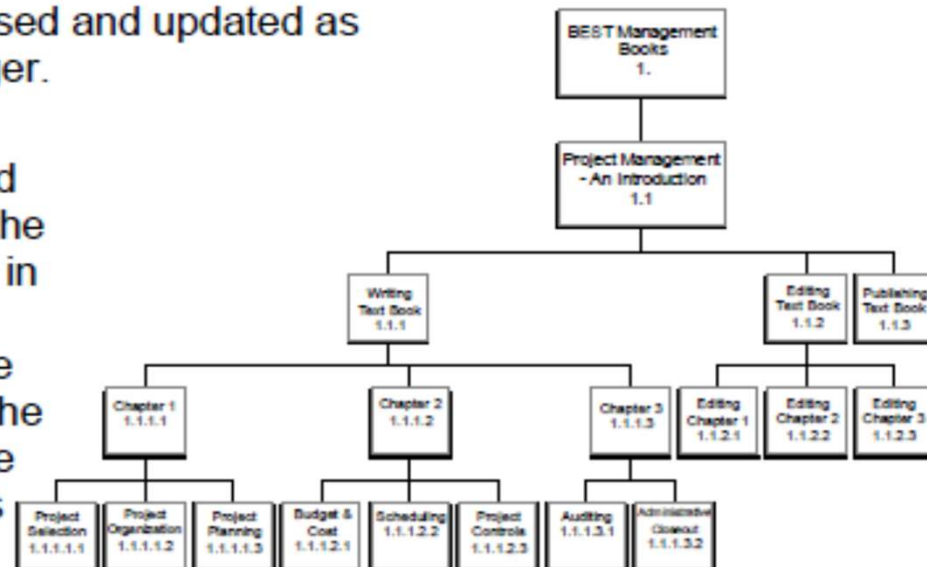 sed and updated as
ger.
d
he
in
e
he
e
s
BEST Management
Books
1.
Project Management
- An Introduction
1.1
Writing
Text Book
1.1.1
Editing
Text Book
1.1.2
Publishing
Text Book
1.1.3
Chapter 1
1.1.1.1
Chapter 2
1.1.1.2
Chapter 3
1.1.1.3
Editing
Chapter 1
1.1.2.1
Editing
Chapter 2
1.1.2.2
Editing
Chapter 3
1.1.2.3
Project
Selection
1.1.1.1.1
Project
Organization
1.1.1.1.2
Project
Planning
1.1.1.1.3
Budget &
Cost
1.1.1.2.1
Scheduling
1.1.1.2.2
Project
Controls
1.1.1.2.3
Auditing
1.1.1.3.1
Administrative
Closeout
1.1.1.3.2